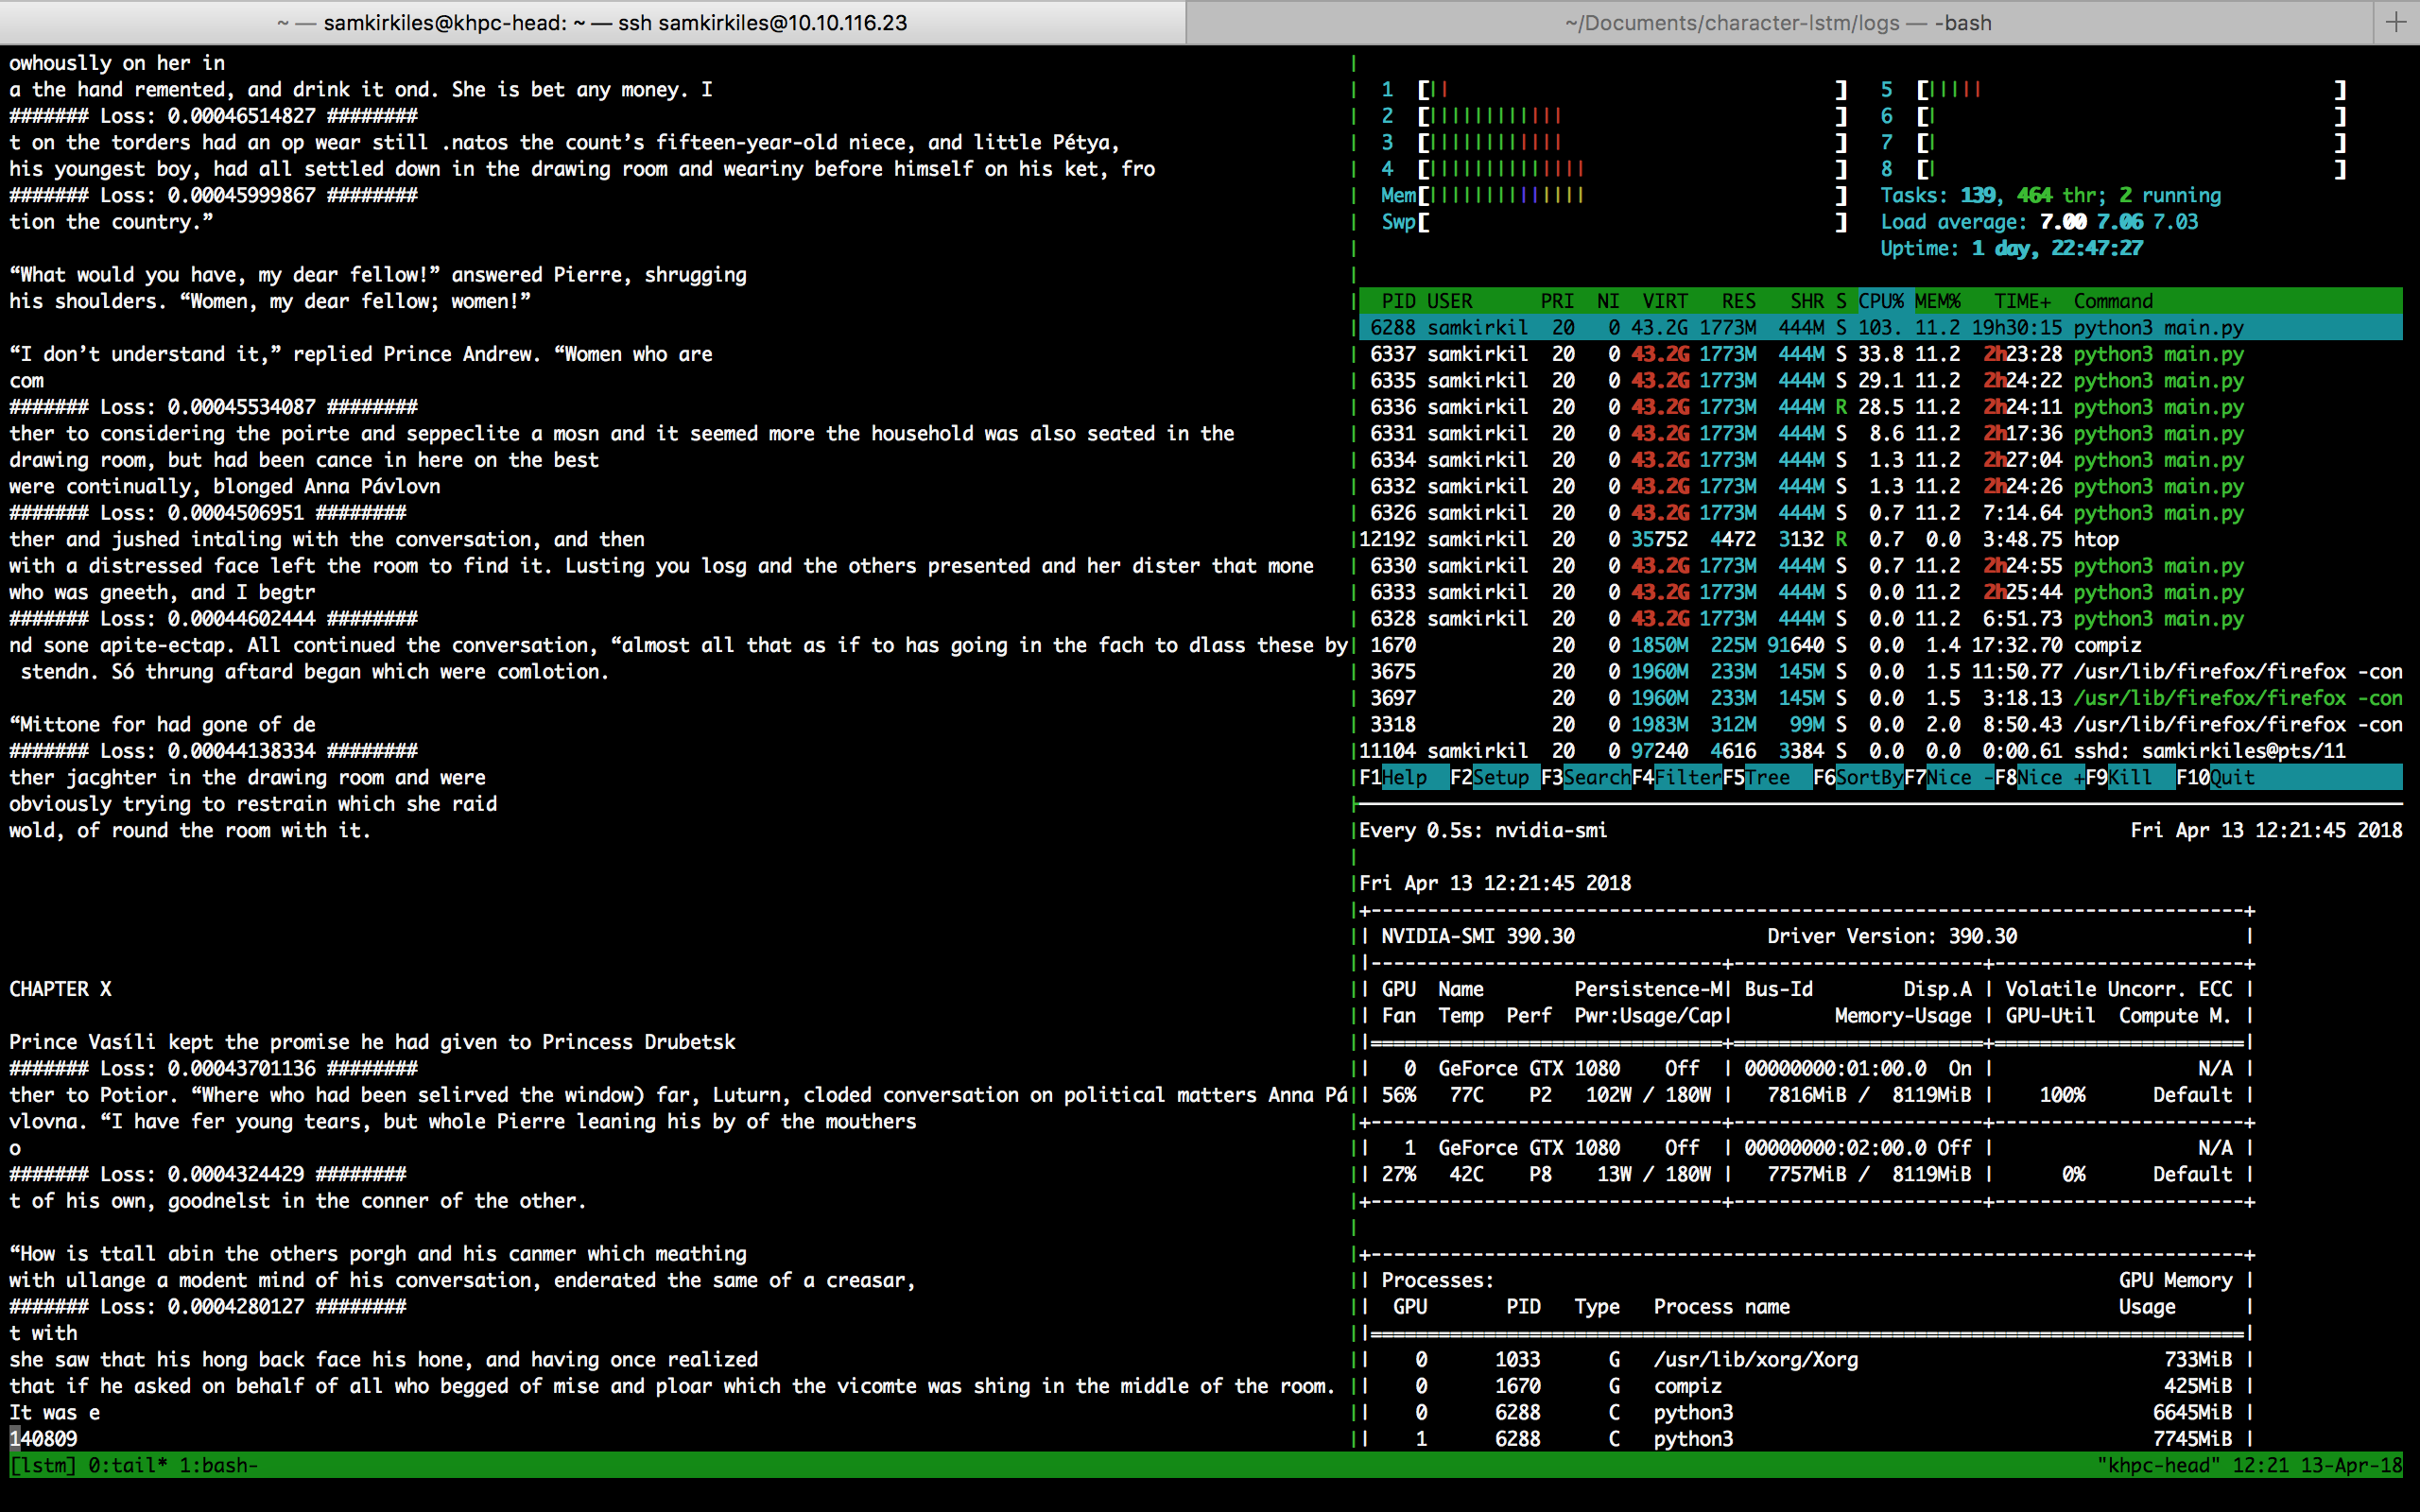 ~ — samkirkiles@khpc-head: ~ — ssh samkirkiles@10.10.116.23
~/Documents/character-lstm/logs — -bash
+
owhouslly on her in
a the hand remented, and drink it ond. She is bet any money. I
####### Loss: 0.00046514827 ########
t on the torders had an op wear still .natos the count’s fifteen-year-old niece, and little Pétya,
his youngest boy, had all settled down in the drawing room and weariny before himself on his ket, fro
####### Loss: 0.00045999867 ########
tion the country.”
“What would you have, my dear fellow!” answered Pierre, shrugging
his shoulders. “Women, my dear fellow; women!”
“I don’t understand it,” replied Prince Andrew. “Women who are
com
####### Loss: 0.00045534087 ########
ther to considering the poirte and seppeclite a mosn and it seemed more the household was also seated in the
drawing room, but had been cance in here on the best
were continually, blonged Anna Pávlovn
####### Loss: 0.0004506951 ########
ther and jushed intaling with the conversation, and then
with a distressed face left the room to find it. Lusting you losg and the others presented and her dister that mone
who was gneeth, and I begtr
####### Loss: 0.00044602444 ########
nd sone apite-ectap. All continued the conversation, “almost all that as if to has going in the fach to dlass these by
stendn. Só thrung aftard began which were comlotion.
“Mittone for had gone of de
####### Loss: 0.00044138334 ########
ther jacghter in the drawing room and were
obviously trying to restrain which she raid
wold, of round the room with it.
CHAPTER X
Prince Vasíli kept the promise he had given to Princess Drubetsk
####### Loss: 0.00043701136 ########
ther to Potior. “Where who had been selirved the window) far, Luturn, cloded conversation on political matters Anna Pá
vlovna. “I have fer young tears, but whole Pierre leaning his by of the mouthers
o
####### Loss: 0.0004324429 ########
t of his own, goodnelst in the conner of the other.
“How is ttall abin the others porgh and his canmer which meathing
with ullange a modent mind of his conversation, enderated the same of a creasar,
####### Loss: 0.0004280127 ########
t with
she saw that his hong back face his hone, and having once realized
that if he asked on behalf of all who begged of mise and ploar which the vicomte was shing in the middle of the room.
It was e
140809
1 [|| ] 5 [||||| ]
2 [|||||||||||| ] 6 [| ]
3 [|||||||||||| ] 7 [| ]
4 [|||||||||||||| ] 8 [| ]
Mem[|||||||||||||| ] Tasks: 139, 464 thr; 2 running
Swp[ ] Load average: 7.00 7.06 7.03
Uptime: 1 day, 22:47:27
PID USER PRI NI VIRT RES SHR S CPU% MEM% TIME+ Command
6288 samkirkil 20 0 43.2G 1773M 444M S 103. 11.2 19h30:15 python3 main.py
6337 samkirkil 20 0 43.2G 1773M 444M S 33.8 11.2 2h23:28 python3 main.py
6335 samkirkil 20 0 43.2G 1773M 444M S 29.1 11.2 2h24:22 python3 main.py
6336 samkirkil 20 0 43.2G 1773M 444M R 28.5 11.2 2h24:11 python3 main.py
6331 samkirkil 20 0 43.2G 1773M 444M S 8.6 11.2 2h17:36 python3 main.py
6334 samkirkil 20 0 43.2G 1773M 444M S 1.3 11.2 2h27:04 python3 main.py
6332 samkirkil 20 0 43.2G 1773M 444M S 1.3 11.2 2h24:26 python3 main.py
6326 samkirkil 20 0 43.2G 1773M 444M S 0.7 11.2 7:14.64 python3 main.py
12192 samkirkil 20 0 35752 4472 3132 R 0.7 0.0 3:48.75 htop
6330 samkirkil 20 0 43.2G 1773M 444M S 0.7 11.2 2h24:55 python3 main.py
6333 samkirkil 20 0 43.2G 1773M 444M S 0.0 11.2 2h25:44 python3 main.py
6328 samkirkil 20 0 43.2G 1773M 444M S 0.0 11.2 6:51.73 python3 main.py
1670 20 0 1850M 225M 91640 S 0.0 1.4 17:32.70 compiz
3675 20 0 1960M 233M 145M S 0.0 1.5 11:50.77 /usr/lib/firefox/firefox -con
3697 20 0 1960M 233M 145M S 0.0 1.5 3:18.13 /usr/lib/firefox/firefox -con
3318 20 0 1983M 312M 99M S 0.0 2.0 8:50.43 /usr/lib/firefox/firefox -con
11104 samkirkil 20 0 97240 4616 3384 S 0.0 0.0 0:00.61 sshd: samkirkiles@pts/11
F1Help F2Setup F3SearchF4FilterF5Tree F6SortByF7Nice -F8Nice +F9Kill F10Quit
Every 0.5s: nvidia-smi Fri Apr 13 12:21:45 2018
Fri Apr 13 12:21:45 2018
NVIDIA-SMI 390.30 Driver Version: 390.30
GPU Name Persistence-M| Bus-Id Disp.A | Volatile Uncorr. ECC |
Fan Temp Perf Pwr:Usage/Cap| Memory-Usage | GPU-Util Compute M. |
0 GeForce GTX 1080 Off | 00000000:01:00.0 On | N/A |
56% 77C P2 102W / 180W | 7816MiB / 8119MiB | 100% Default |
1 GeForce GTX 1080 Off | 00000000:02:00.0 Off | N/A |
27% 42C P8 13W / 180W | 7757MiB / 8119MiB | 0% Default |
Processes: GPU Memory |
GPU PID Type Process name Usage |
0 1033 G /usr/lib/xorg/Xorg 733MiB |
0 1670 G compiz 425MiB |
0 6288 C python3 6645MiB |
1 6288 C python3 7745MiB |
[lstm] 0:tail* 1:bash- "khpc-head" 12:21 13-Apr-18